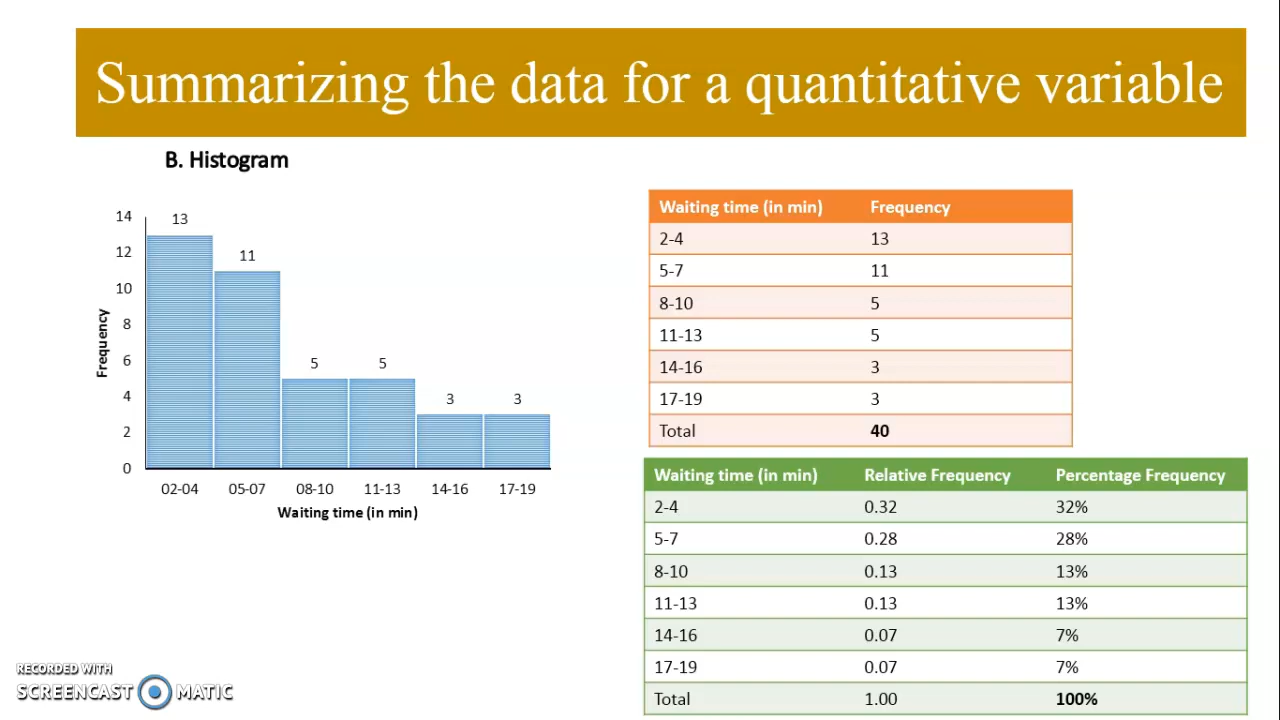 Summarizing the data for a quantitative variable
B. Histogram
14
12
10
8
6
4
2
0
Frequency
13
11
5
5
3
3
02-04 05-07 08-10 11-13 14-16 17-19
Waiting time (in min)
Waiting time (in min) Frequency
2-4 13
5-7 11
8-10 5
11-13 5
14-16 3
17-19 3
Total 40
Waiting time (in min) Relative Frequency Percentage Frequency
2-4 0.32 32%
5-7 0.28 28%
8-10 0.13 13%
11-13 0.13 13%
14-16 0.07 7%
17-19 0.07 7%
Total 1.00 100%
RECORDED WITH
SCREENCAST MATIC